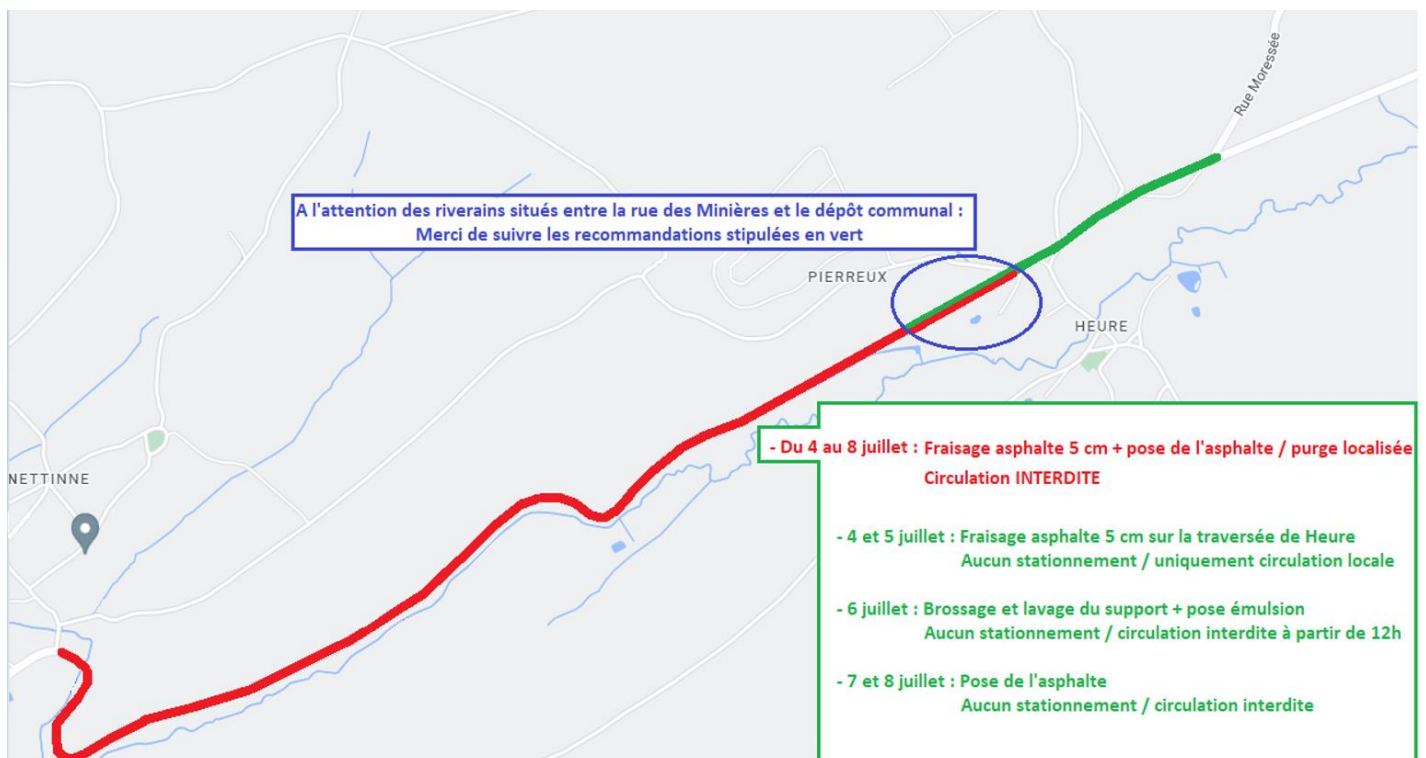 Rue Moressée
A l'attention des riverains situés entre la rue des Minières et le dépôt communal :
Merci de suivre les recommandations stipulées en vert
PIERREUX
HEURE
NETTINNE
- Du 4 au 8 juillet : Fraisage asphalte 5 cm + pose de l'asphalte / purge localisée
Circulation INTERDITE
- 4 et 5 juillet : Fraisage asphalte 5 cm sur la traversée de Heure
Aucun stationnement / uniquement circulation locale
- 6 juillet : Brossage et lavage du support + pose émulsion
Aucun stationnement / circulation interdite à partir de 12h
- 7 et 8 juillet : Pose de l'asphalte
Aucun stationnement / circulation interdite